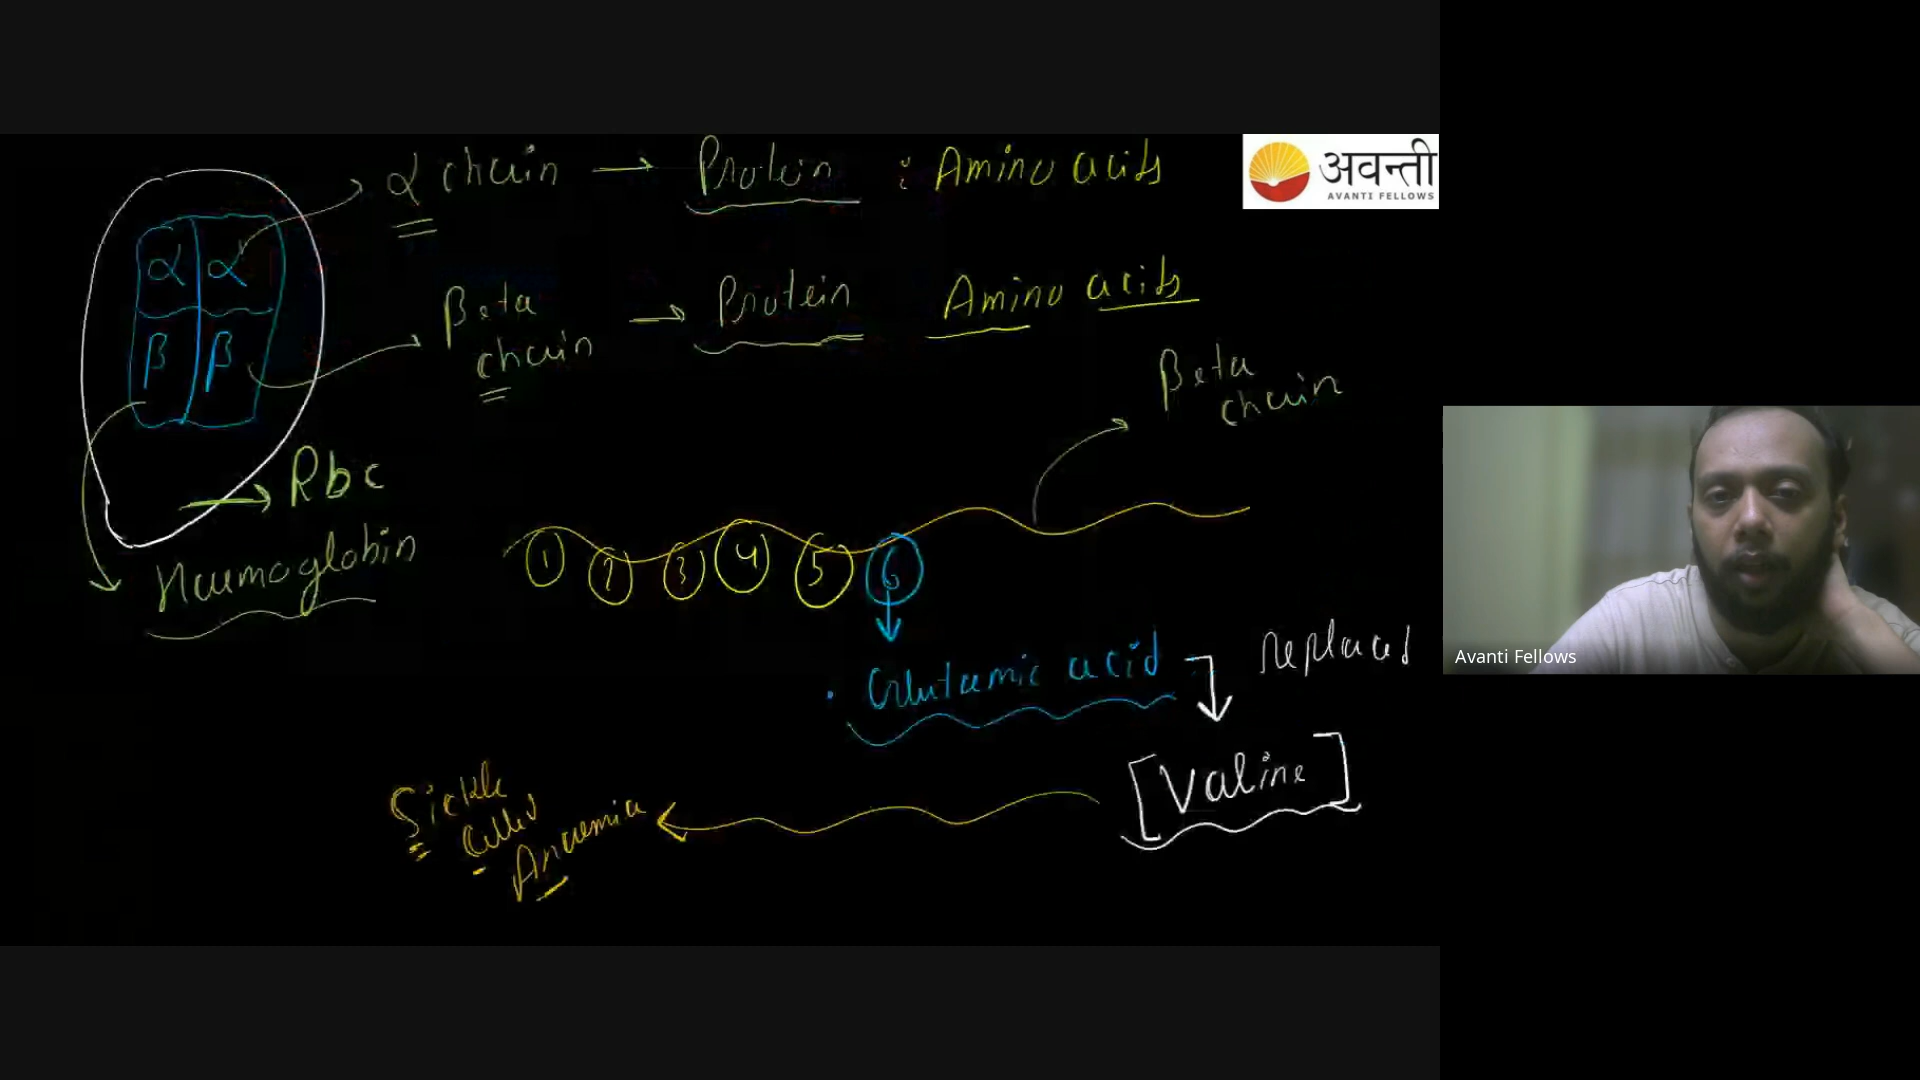 α chain → Protein : Amino acids
अवन्ती
AVANTI FELLOWS
α α
β β
Beta chain → Protein Amino acids
Beta
chain
→ Rbc
Haemoglobin
1 2 3 4 5 6
Glutamic acid replaced
[Valine]
Sickle
Celled
Anaemia
Avanti Fellows